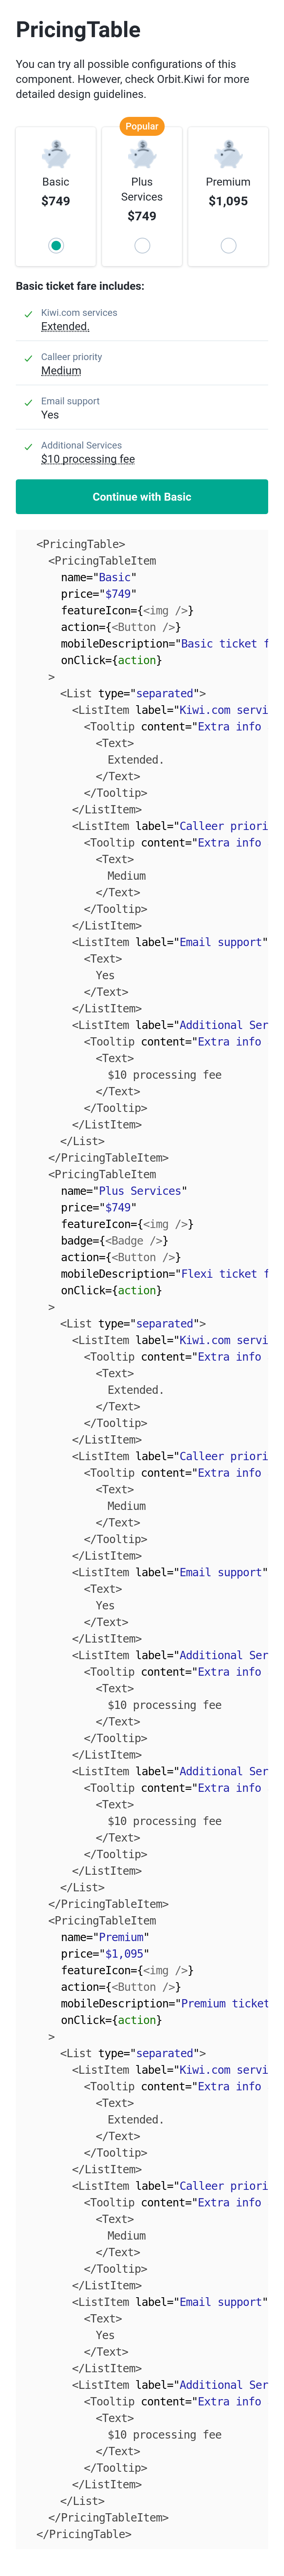 PricingTable
You can try all possible configurations of this
component. However, check Orbit.Kiwi for more
detailed design guidelines.
Popular
Basic
$749
Plus
Services
$749
Premium
$1,095
Basic ticket fare includes:
Kiwi.com services
Extended.
Calleer priority
Medium
Email support
Yes
Additional Services
$10 processing fee
Continue with Basic
<PricingTable>
<PricingTableItem
name="Basic"
price="$749"
featureIcon={<img />}
action={<Button />}
mobileDescription="Basic ticket f
onClick={action}
>
<List type="separated">
<ListItem label="Kiwi.com servi
<Tooltip content="Extra info
<Text>
Extended.
</Text>
</Tooltip>
</ListItem>
<ListItem label="Calleer priori
<Tooltip content="Extra info
<Text>
Medium
</Text>
</Tooltip>
</ListItem>
<ListItem label="Email support"
<Text>
Yes
</Text>
</ListItem>
<ListItem label="Additional Ser
<Tooltip content="Extra info
<Text>
$10 processing fee
</Text>
</Tooltip>
</ListItem>
</List>
</PricingTableItem>
<PricingTableItem
name="Plus Services"
price="$749"
featureIcon={<img />}
badge={<Badge />}
action={<Button />}
mobileDescription="Flexi ticket f
onClick={action}
>
<List type="separated">
<ListItem label="Kiwi.com servi
<Tooltip content="Extra info
<Text>
Extended.
</Text>
</Tooltip>
</ListItem>
<ListItem label="Calleer priori
<Tooltip content="Extra info
<Text>
Medium
</Text>
</Tooltip>
</ListItem>
<ListItem label="Email support"
<Text>
Yes
</Text>
</ListItem>
<ListItem label="Additional Ser
<Tooltip content="Extra info
<Text>
$10 processing fee
</Text>
</Tooltip>
</ListItem>
<ListItem label="Additional Ser
<Tooltip content="Extra info
<Text>
$10 processing fee
</Text>
</Tooltip>
</ListItem>
</List>
</PricingTableItem>
<PricingTableItem
name="Premium"
price="$1,095"
featureIcon={<img />}
action={<Button />}
mobileDescription="Premium ticket
onClick={action}
>
<List type="separated">
<ListItem label="Kiwi.com servi
<Tooltip content="Extra info
<Text>
Extended.
</Text>
</Tooltip>
</ListItem>
<ListItem label="Calleer priori
<Tooltip content="Extra info
<Text>
Medium
</Text>
</Tooltip>
</ListItem>
<ListItem label="Email support"
<Text>
Yes
</Text>
</ListItem>
<ListItem label="Additional Ser
<Tooltip content="Extra info
<Text>
$10 processing fee
</Text>
</Tooltip>
</ListItem>
</List>
</PricingTableItem>
</PricingTable>